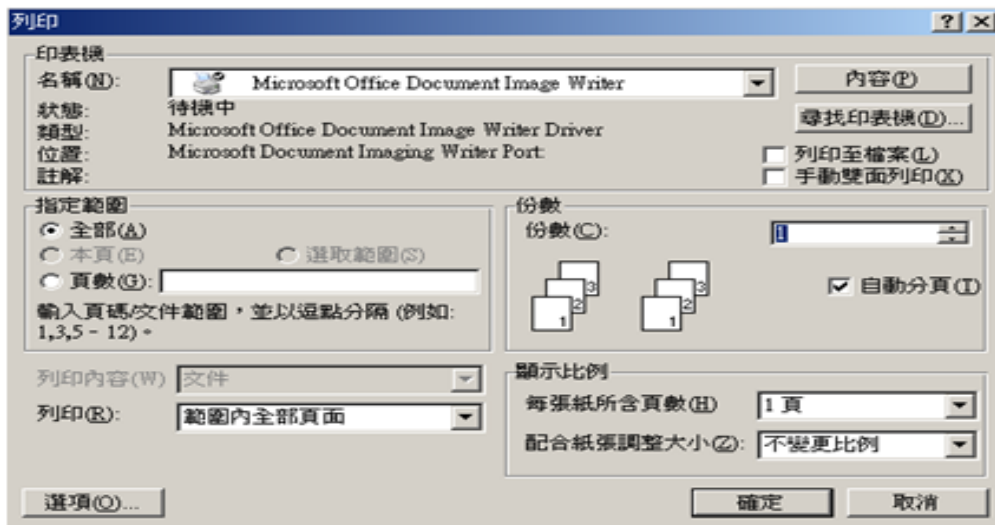 列印
印表機
名稱(N): Microsoft Office Document Image Writer 內容(P)
狀態: 待機中 尋找印表機(D)...
類型: Microsoft Office Document Image Writer Driver
位置: Microsoft Document Imaging Writer Port: 列印至檔案(L)
註解: 手動雙面列印(X)
指定範圍 份數
全部(A) 份數(C): 1
本頁(E) 選取範圍(S)
頁數(G): 自動分頁(T)
輸入頁碼/文件範圍，並以逗點分隔 (例如:
1,3,5 - 12)。
3 2 1 3 2 1
列印內容(W) 文件 顯示比例
列印(R): 範圍內全部頁面 每張紙所含頁數(H) 1 頁
配合紙張調整大小(Z): 不變更比例
選項(O)... 確定 取消